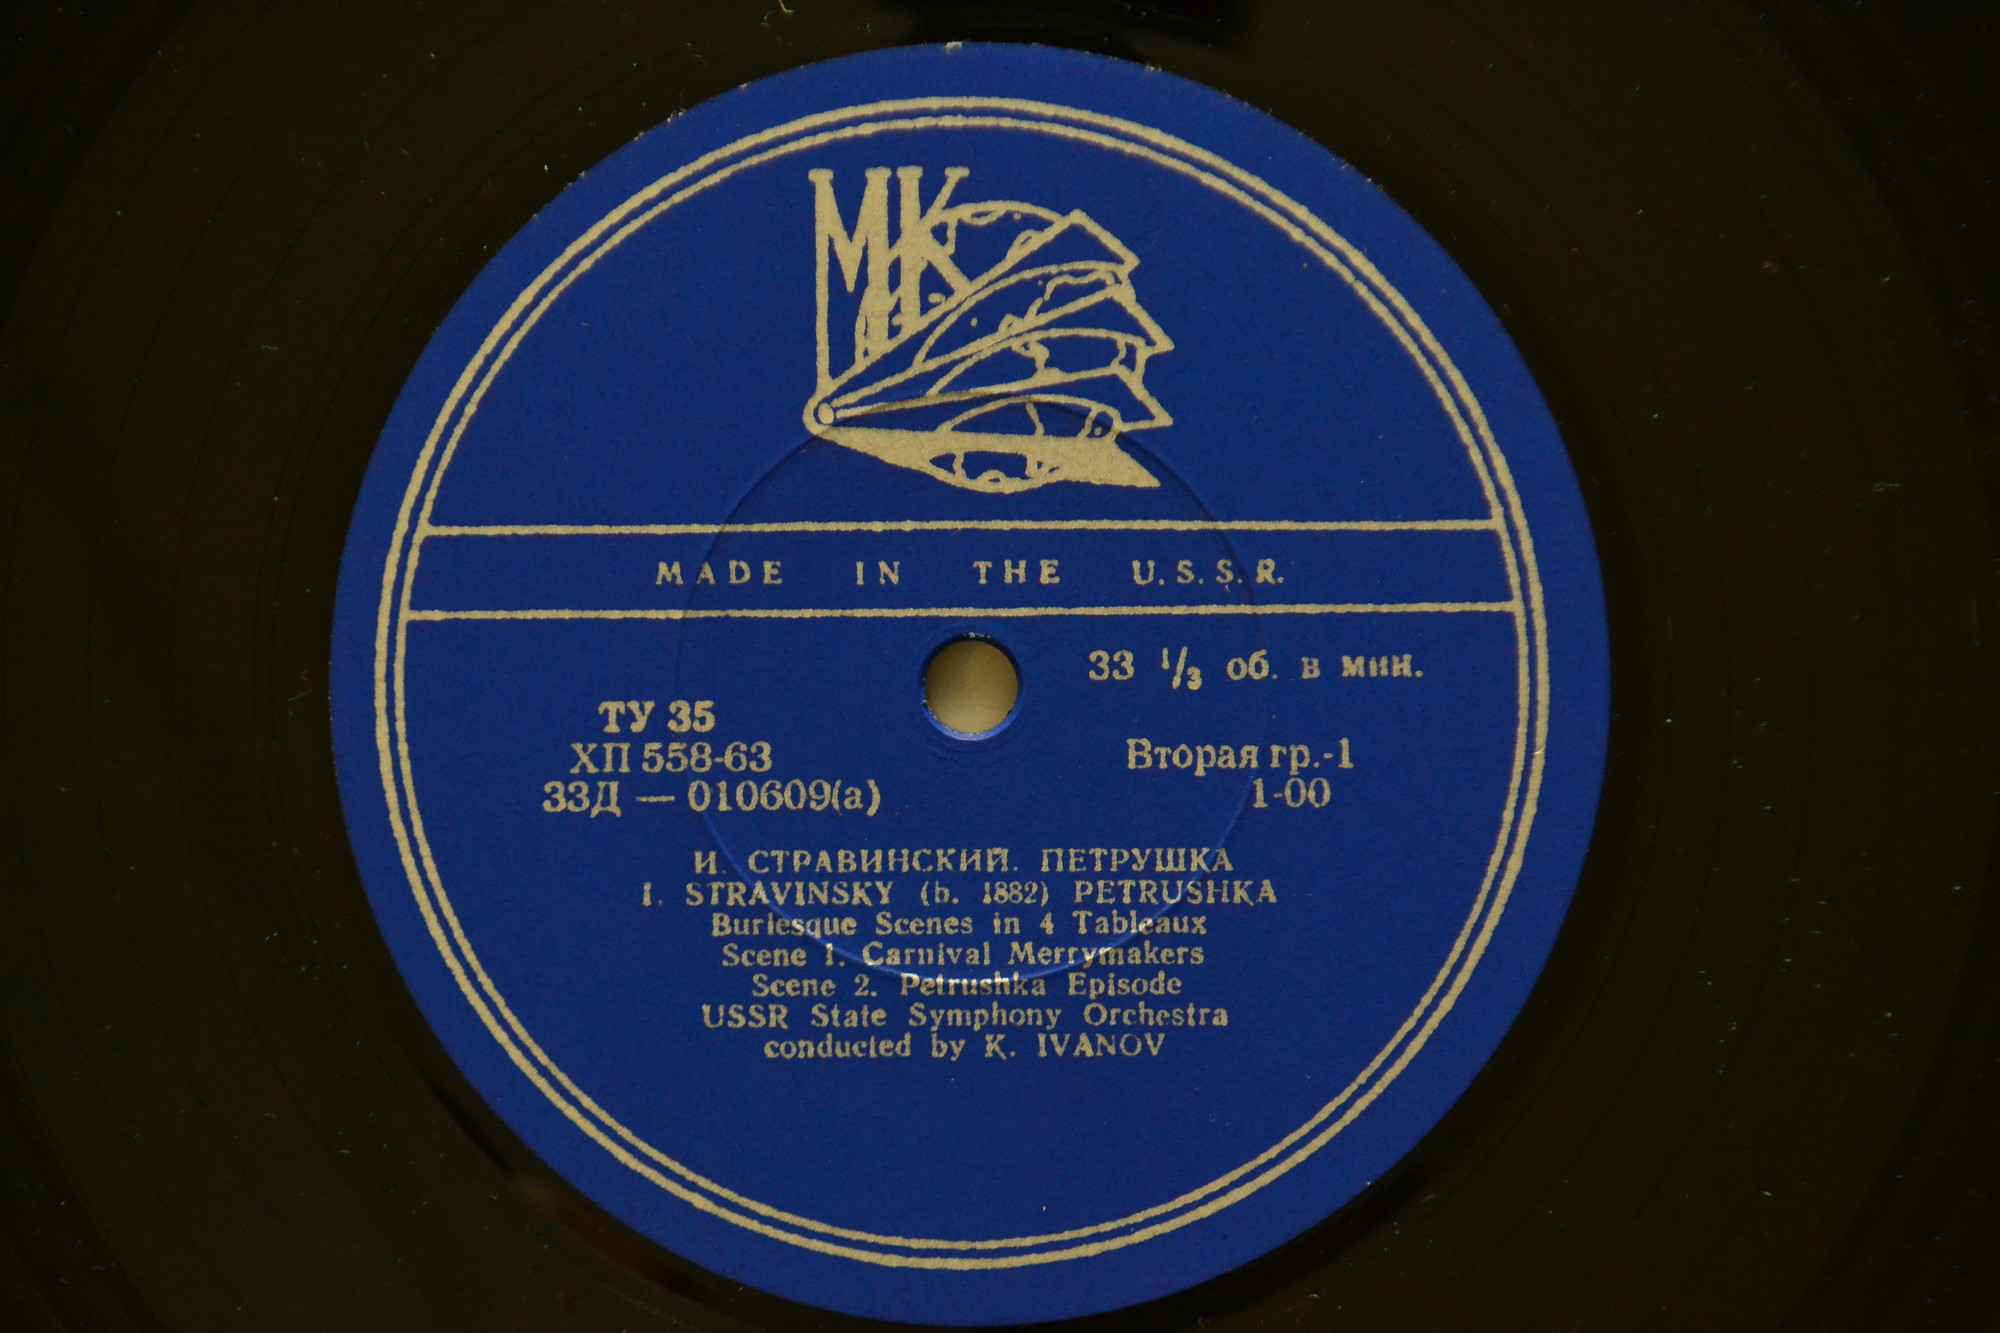 МК
MADE IN THE U.S.S.R.
33 1/3 об. в мин.
ТУ 35
ХП 558-63
33Д — 010609(а)
Вторая гр.-1
1-00
И. СТРАВИНСКИЙ. ПЕТРУШКА
I. STRAVINSKY (b. 1882) PETRUSHKA
Burlesque Scenes in 4 Tableaux
Scene 1. Carnival Merrymakers
Scene 2. Petrushka Episode
USSR State Symphony Orchestra
conducted by K. IVANOV